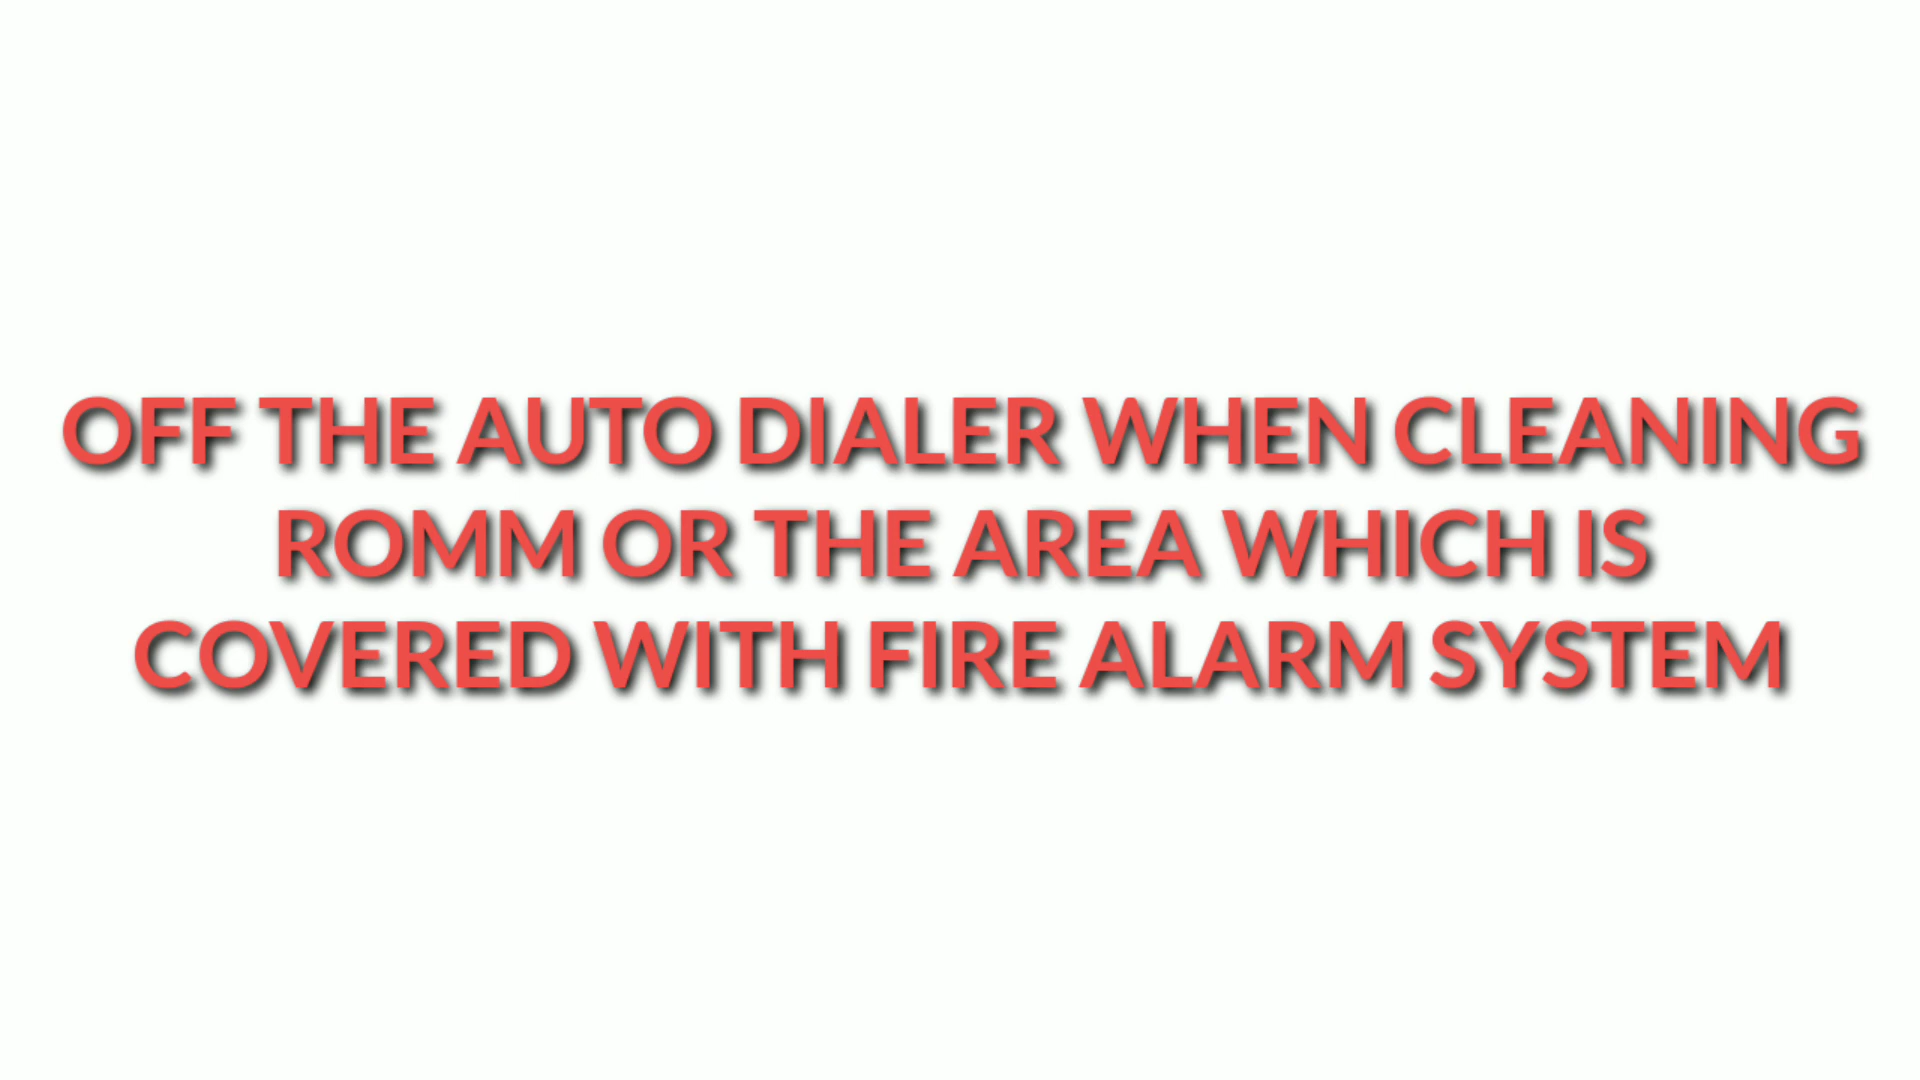 OFF THE AUTO DIALER WHEN CLEANING
ROMM OR THE AREA WHICH IS
COVERED WITH FIRE ALARM SYSTEM